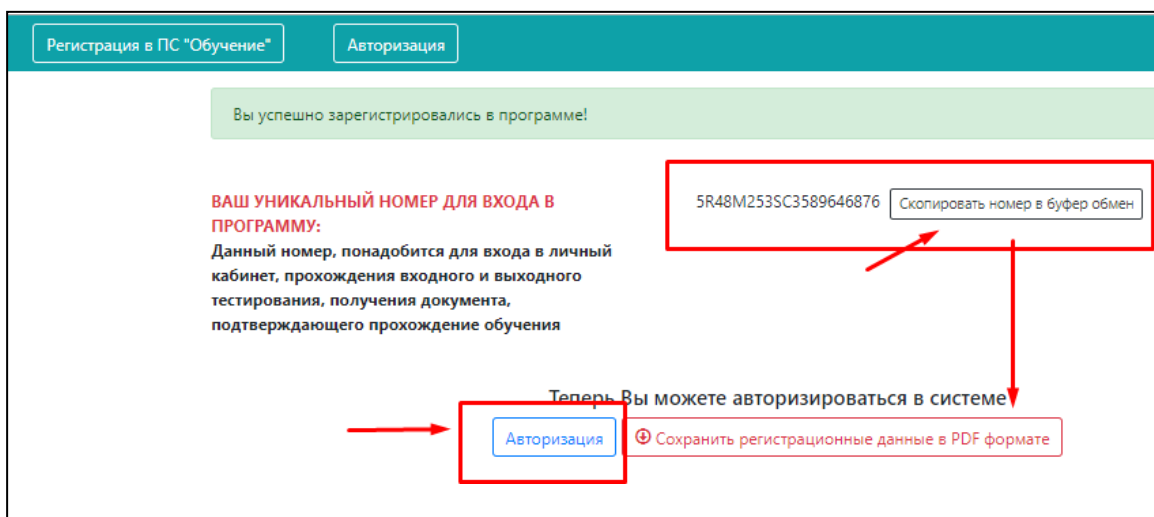 Регистрация в ПС "Обучение"
Авторизация
Вы успешно зарегистрировались в программе!
ВАШ УНИКАЛЬНЫЙ НОМЕР ДЛЯ ВХОДА В
ПРОГРАММУ:
Данный номер, понадобится для входа в личный
кабинет, прохождения входного и выходного
тестирования, получения документа,
подтверждающего прохождение обучения
5R48M253SC3589646876
Скопировать номер в буфер обмен
Теперь Вы можете авторизироваться в системе
Авторизация
Сохранить регистрационные данные в PDF формате